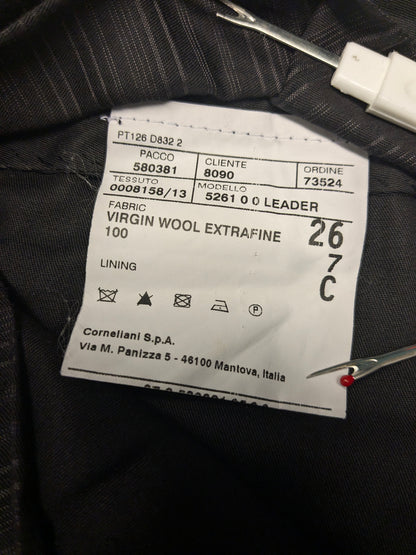 PT126 D832 2
PACCO CLIENTE ORDINE
580381 8090 73524
TESSUTO MODELLO
0008158/13 5261 0 0 LEADER
FABRIC
VIRGIN WOOL EXTRAFINE 26
100
7
LINING
C
P
Corneliani S.p.A.
Via M. Panizza 5 - 46100 Mantova, Italia